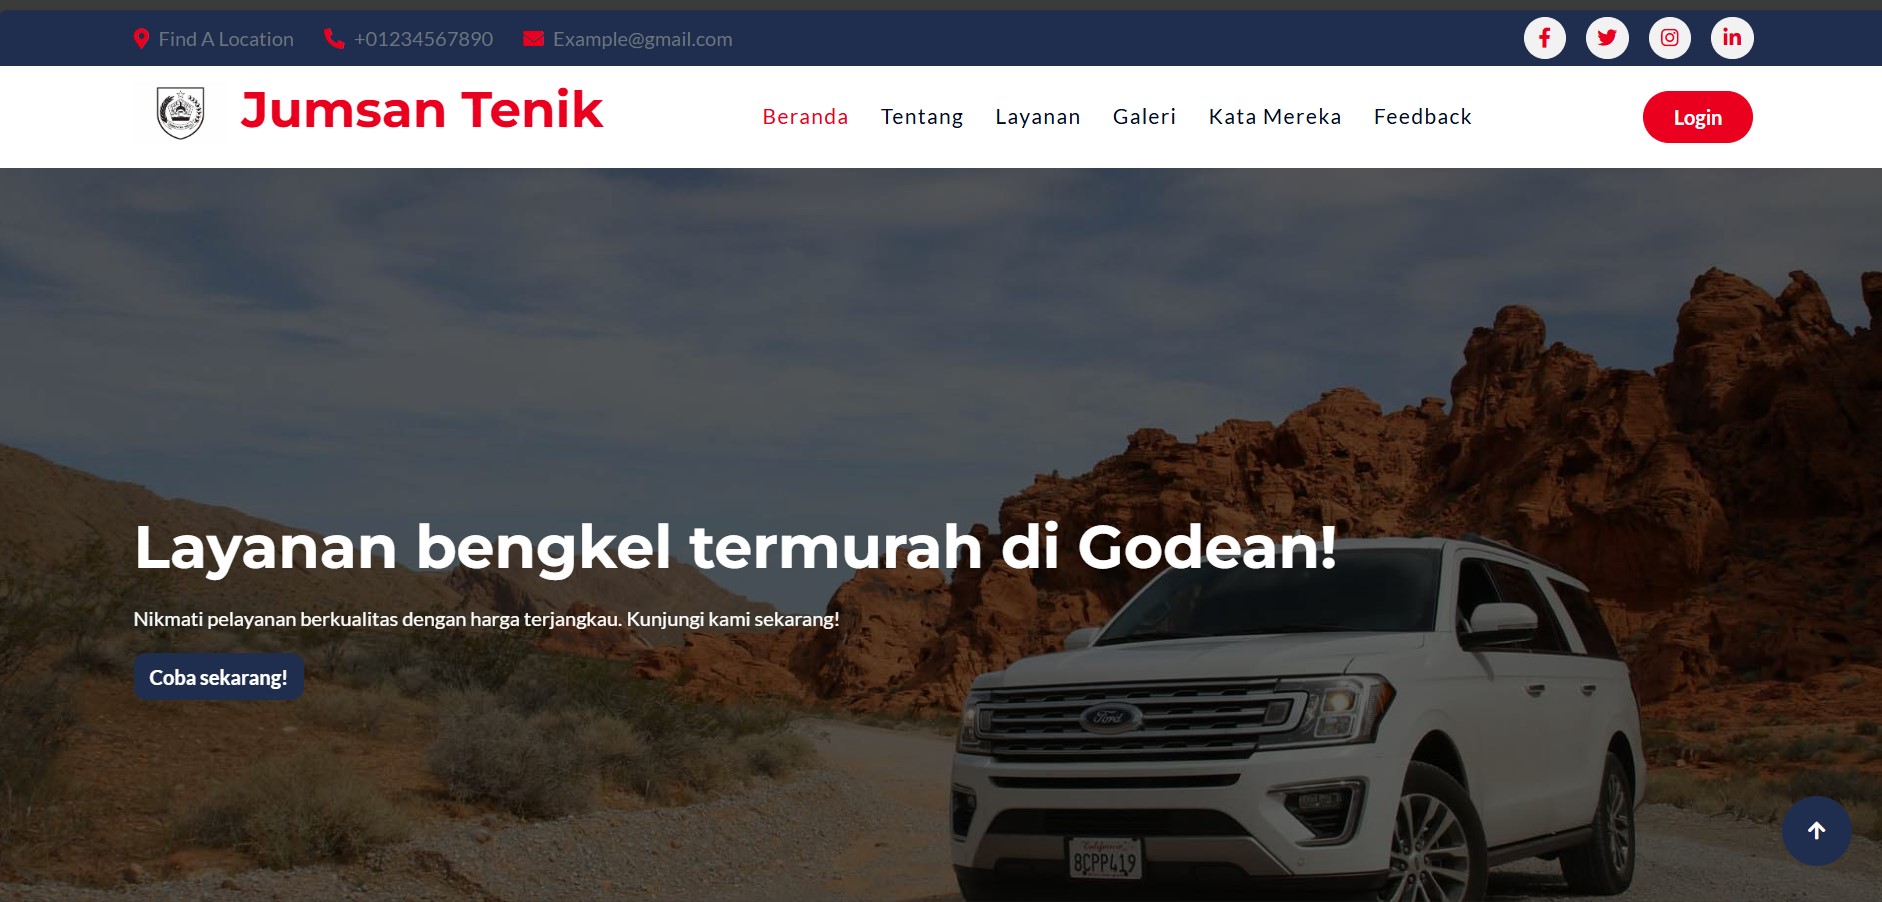 Find A Location +01234567890 Example@gmail.com
Jumsan Tenik
Beranda Tentang Layanan Galeri Kata Mereka Feedback Login
Layanan bengkel termurah di Godean!
Nikmati pelayanan berkualitas dengan harga terjangkau. Kunjungi kami sekarang!
Coba sekarang!
Ford
California
8CPP419